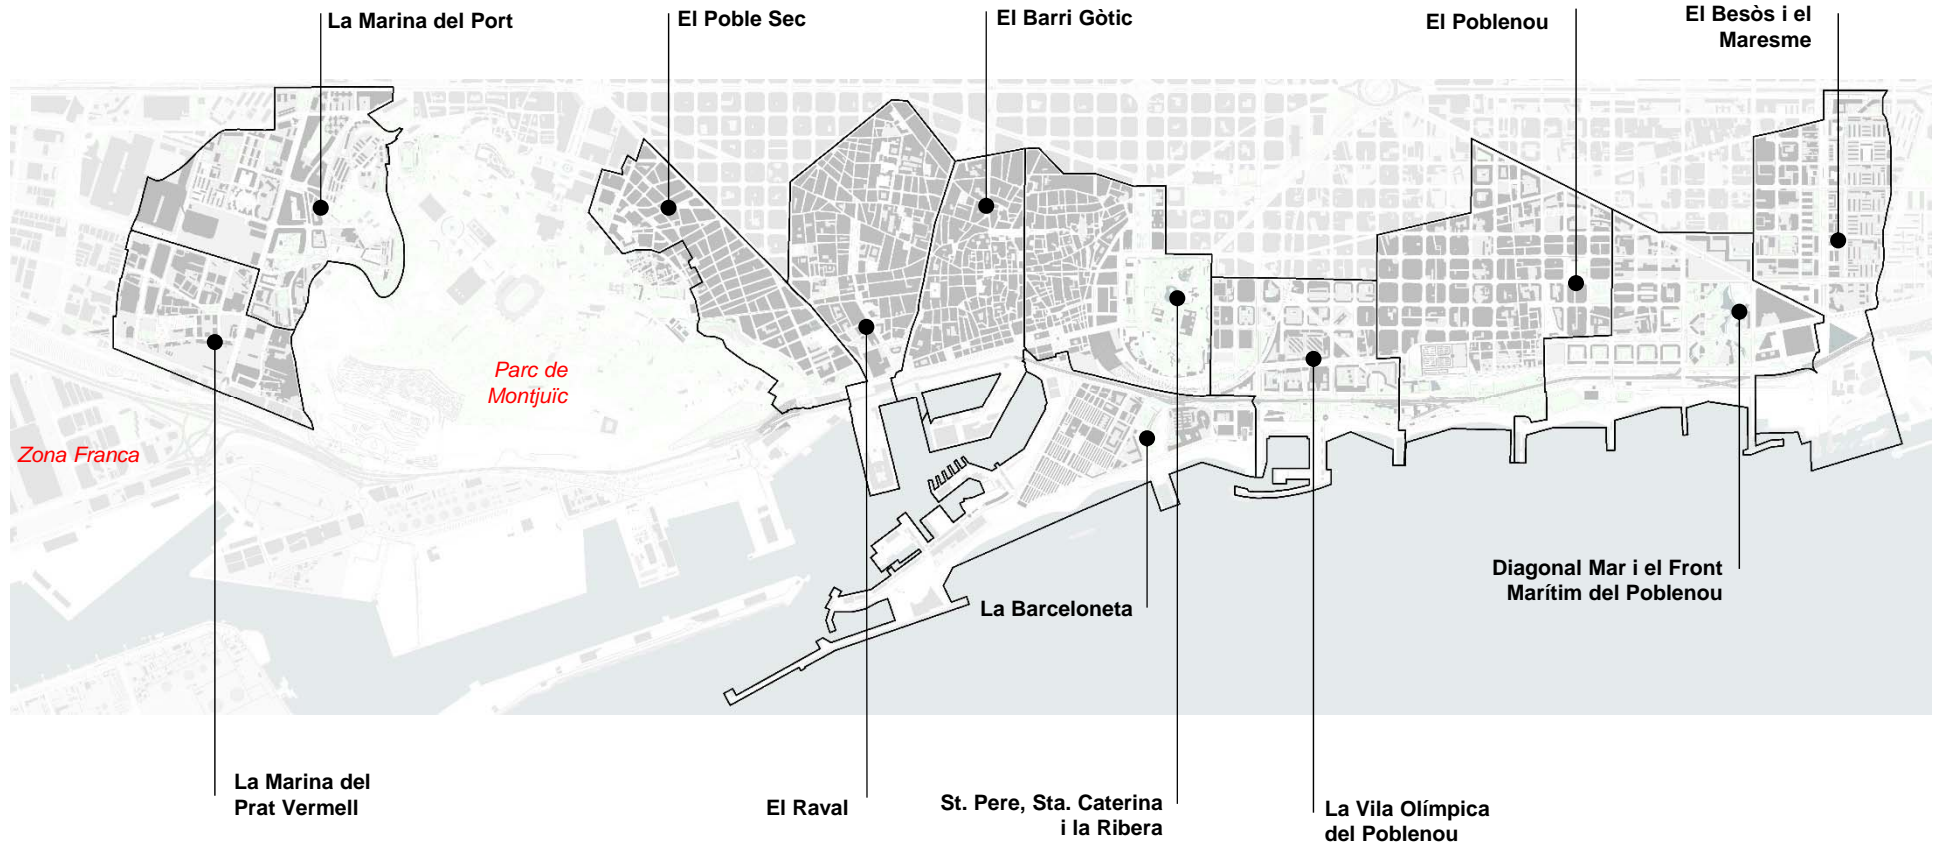 La Marina del Port
El Poble Sec
El Barri Gòtic
El Poblenou
El Besòs i el
Maresme
Parc de
Montjuïc
Zona Franca
Diagonal Mar i el Front
Marítim del Poblenou
La Barceloneta
La Marina del
Prat Vermell
El Raval
St. Pere, Sta. Caterina
i la Ribera
La Vila Olímpica
del Poblenou